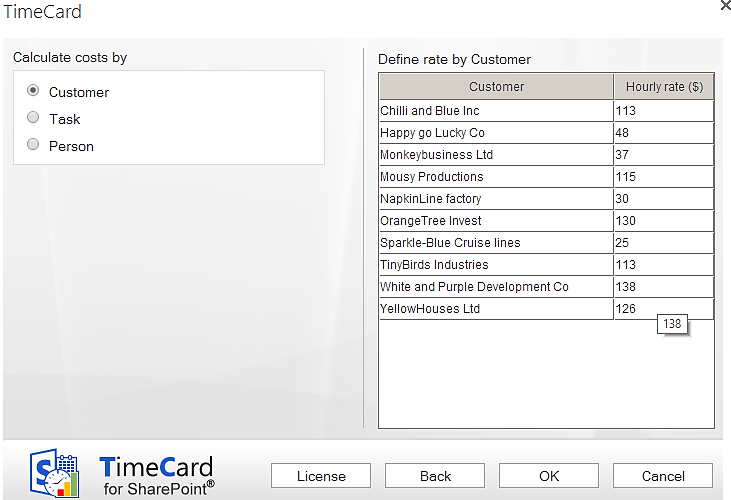 TimeCard
Calculate costs by
Customer
Task
Person
Define rate by Customer
Customer Hourly rate ($)
Chilli and Blue Inc 113
Happy go Lucky Co 48
Monkeybusiness Ltd 37
Mousy Productions 115
NapkinLine factory 30
OrangeTree Invest 130
Sparkle-Blue Cruise lines 25
TinyBirds Industries 113
White and Purple Development Co 138
YellowHouses Ltd 126
138
S
TimeCard
for SharePoint®
License Back OK Cancel